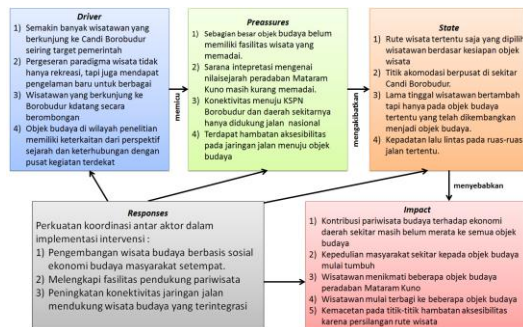 Driver
1) Semakin banyak wisatawan yang
berkunjung ke Candi Borobudur
seiring target pemerintah
2) Pergeseran paradigma wisata tidak
hanya rekreasi, tapi juga mendapat
pengelaman baru untuk berbagi
3) Wisatawan yang berkunjung ke
Borobudur kdatang secara
berombongan
4) Objek budaya di wilayah penelitian
memiliki keterkaitan dari perspektif
sejarah dan keterhubungan dengan
pusat kegiatan terdekat
memicu
Preassures
1) Sebagian besar objek budaya belum
memiliki fasilitas wisata yang
memadai.
2) Sarana intepretasi mengenai
nilaisejarah peradaban Mataram
Kuno masih kurang memadai.
3) Konektivitas menuju KSPN
Borobudur dan daerah sekitarnya
hanya didukung jalan nasional
4) Terdapat hambatan aksesibilitas
pada jaringan jalan menuju objek
budaya
mengakibatkan
State
1) Rute wisata tertentu saja yang dipilih
wisatawan berdasar kesiapan objek
wisata
2) Titik akomodasi berpusat di sekitar
Candi Borobudur.
3) Lama tinggal wisatawan bertambah
tapi hanya pada objek budaya
tertentu yang telah dikembangkan
menjadi objek budaya.
4) Kepadatan lalu lintas pada ruas-ruas
jalan tertentu.
menyebabkan
Responses
Perkuatan koordinasi antar aktor dalam
implementasi intervensi :
1) Pengembangan wisata budaya berbasis sosial
ekonomi budaya masyarakat setempat.
2) Melengkapi fasilitas pendukung pariwisata
3) Peningkatan konektivitas jaringan jalan
mendukung wisata budaya yang terintegrasi
Impact
1) Kontribusi pariwisata budaya terhadap ekonomi
daerah sekitar masih belum merata ke semua objek
budaya
2) Kepedulian masyarakat sekitar kepada objek budaya
mulai tumbuh
3) Wisatawan menikmati beberapa objek budaya
peradaban Mataram Kuno
4) Wisatawan mulai terbagi ke beberapa objek budaya
5) Kemacetan pada titik-titik hambatan aksesibilitas
karena persilangan rute wisata